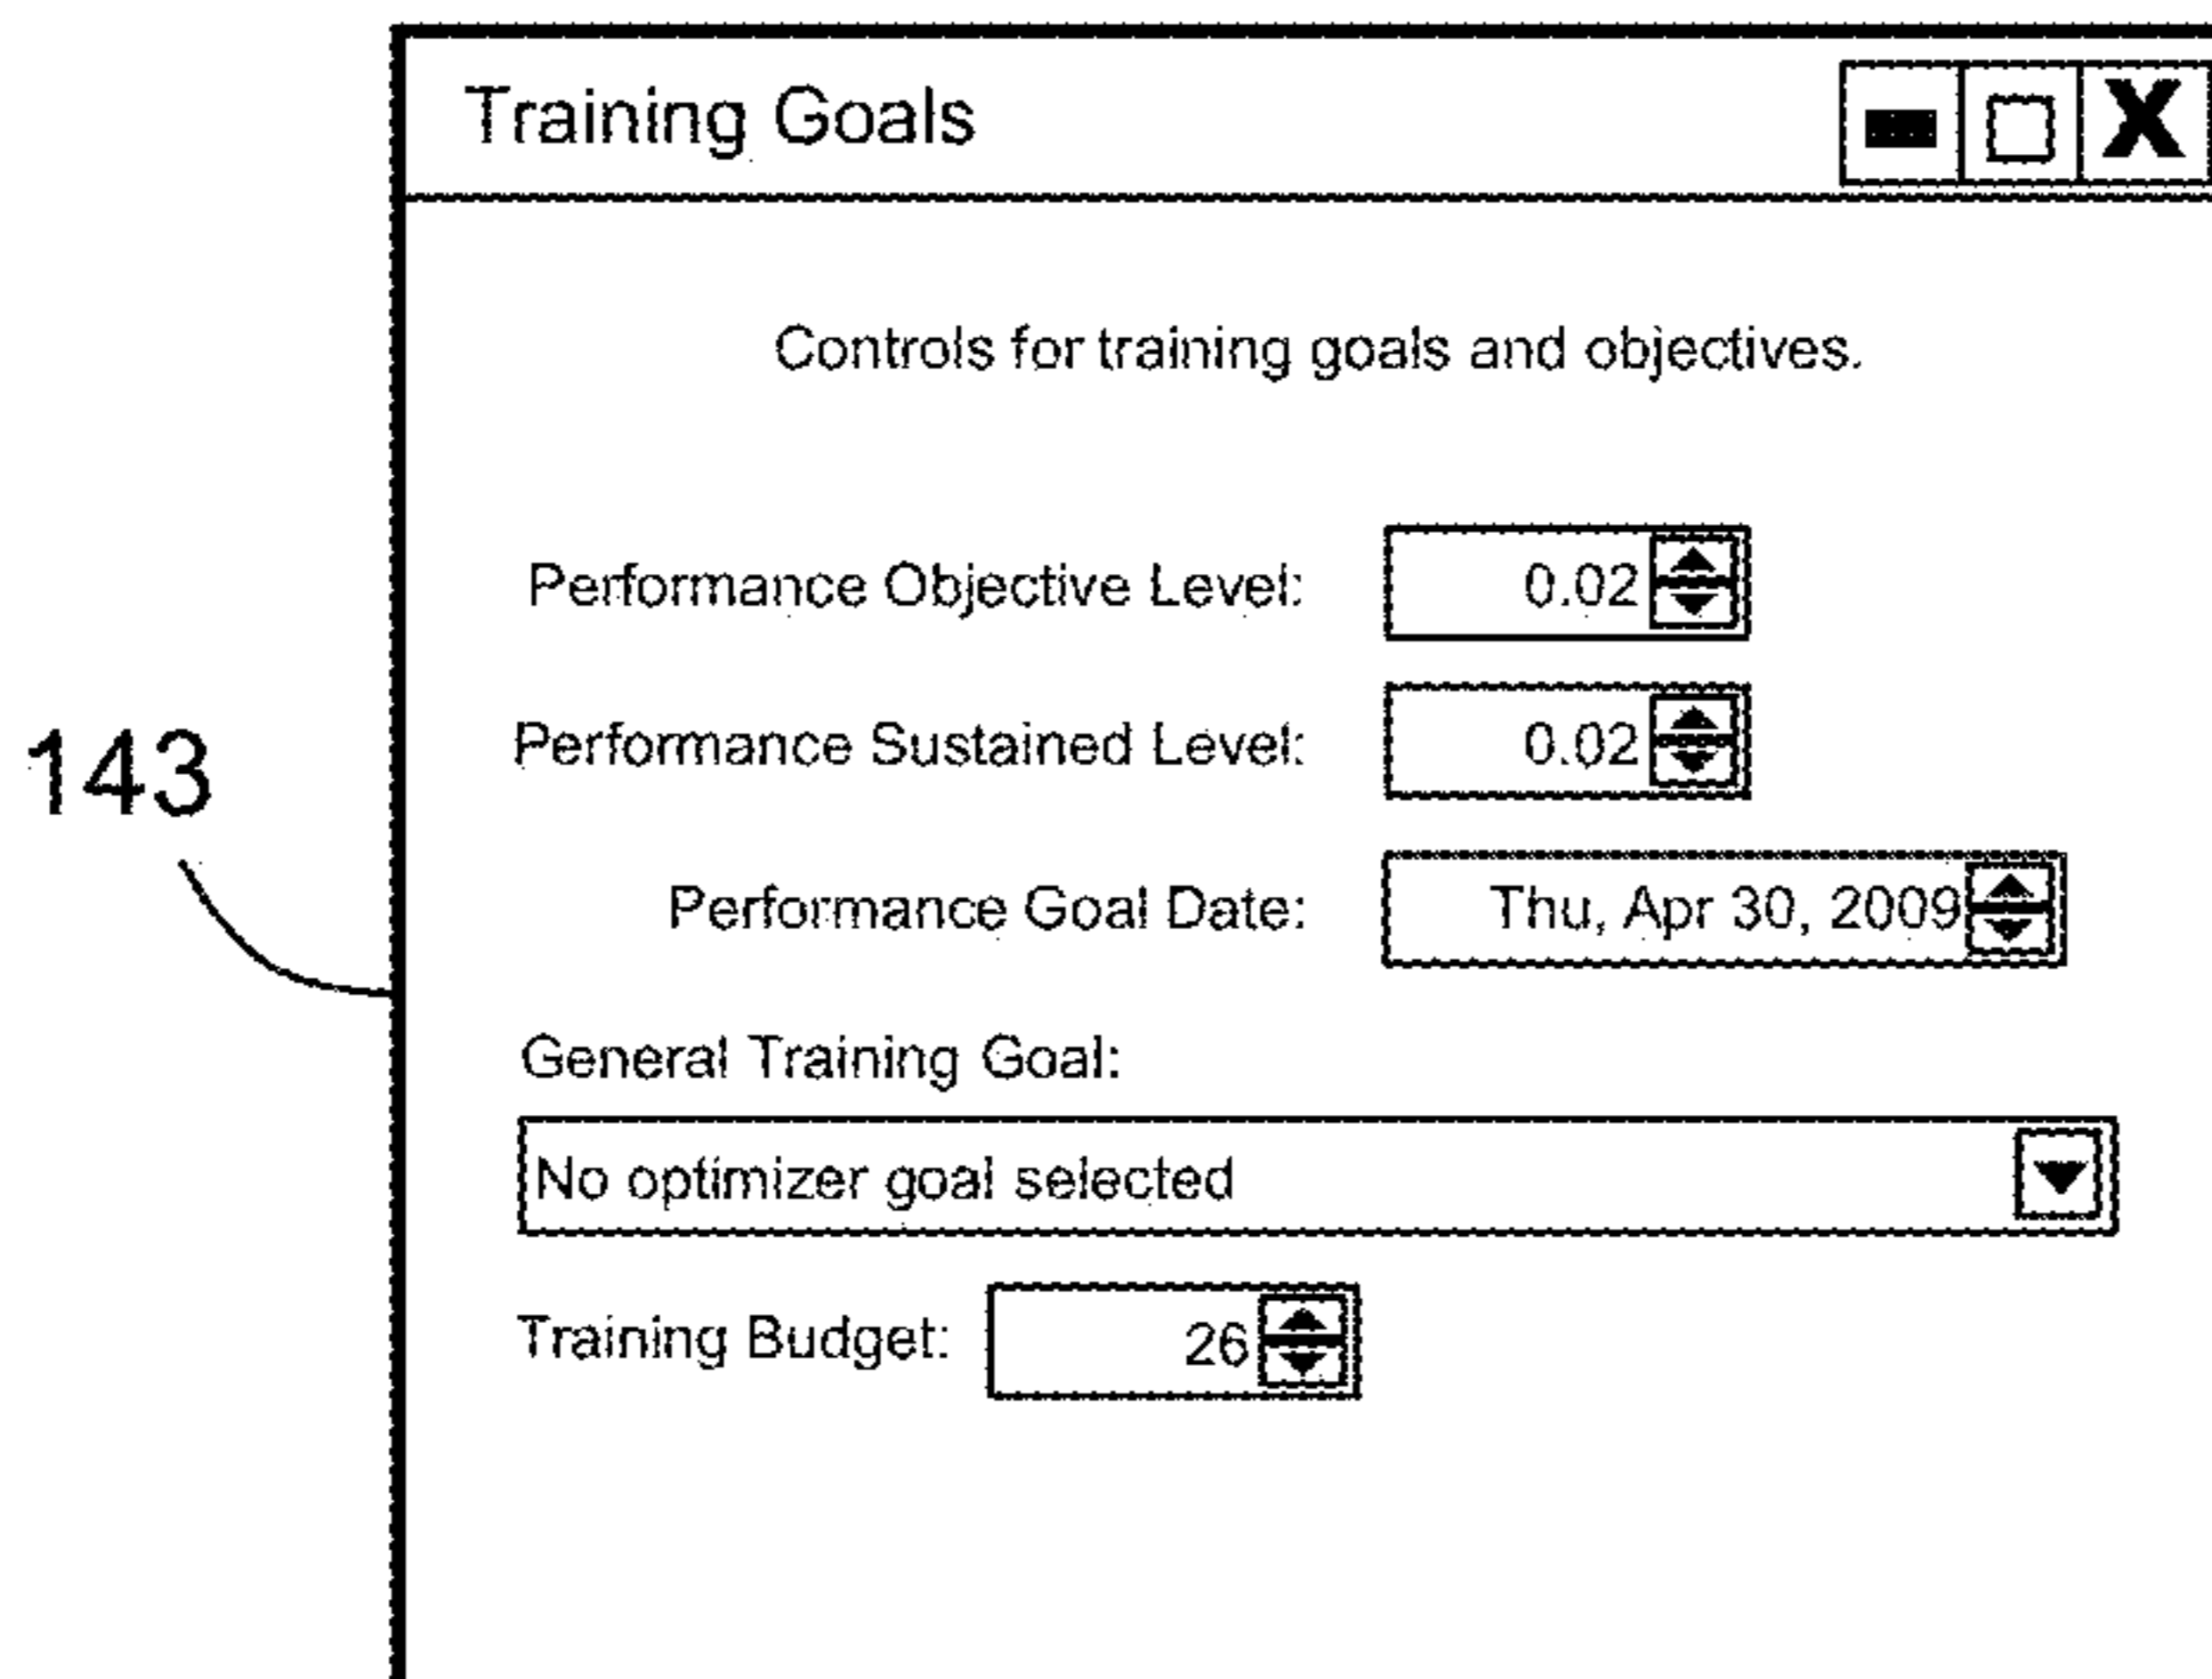 Training Goals X
Controls for training goals and objectives.
Performance Objective Level: 0.02
Performance Sustained Level: 0.02
143
Performance Goal Date: Thu, Apr 30, 2009
General Training Goal:
No optimizer goal selected
Training Budget: 26